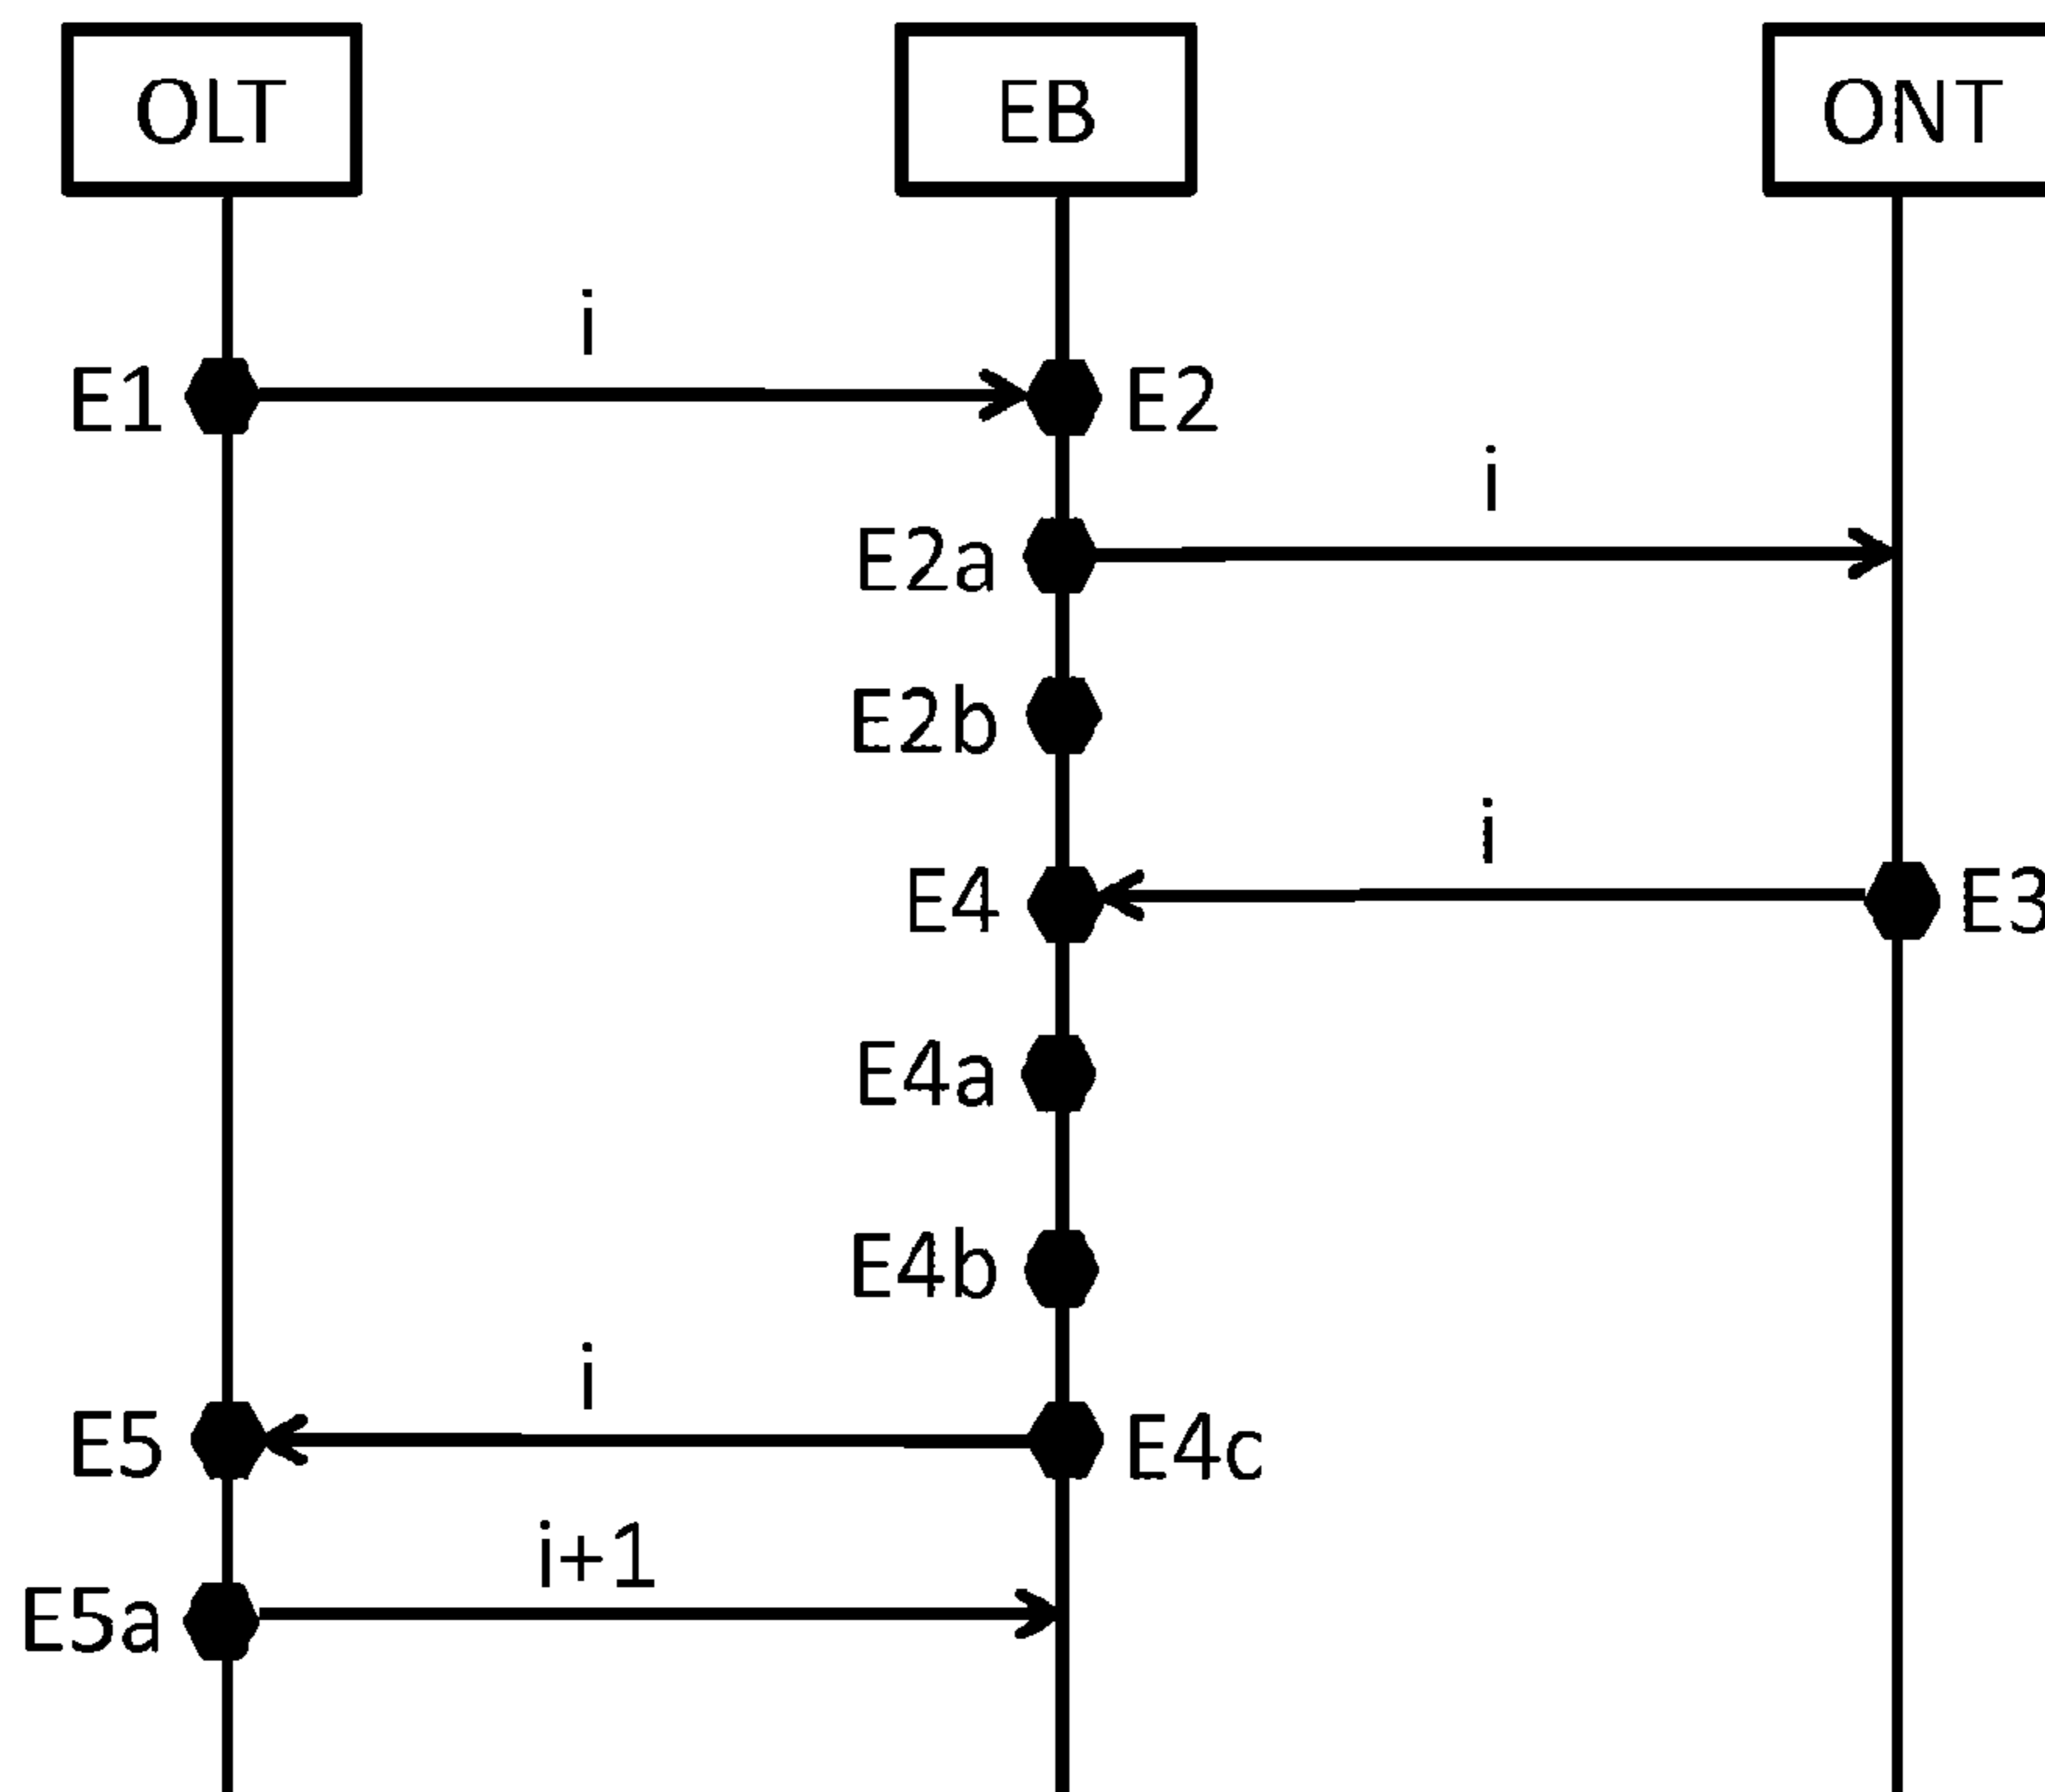 OLT EB ONT
i
E1 E2
i
E2a
E2b
i
E4 E3
E4a
E4b
i
E5 E4c
i+1
E5a